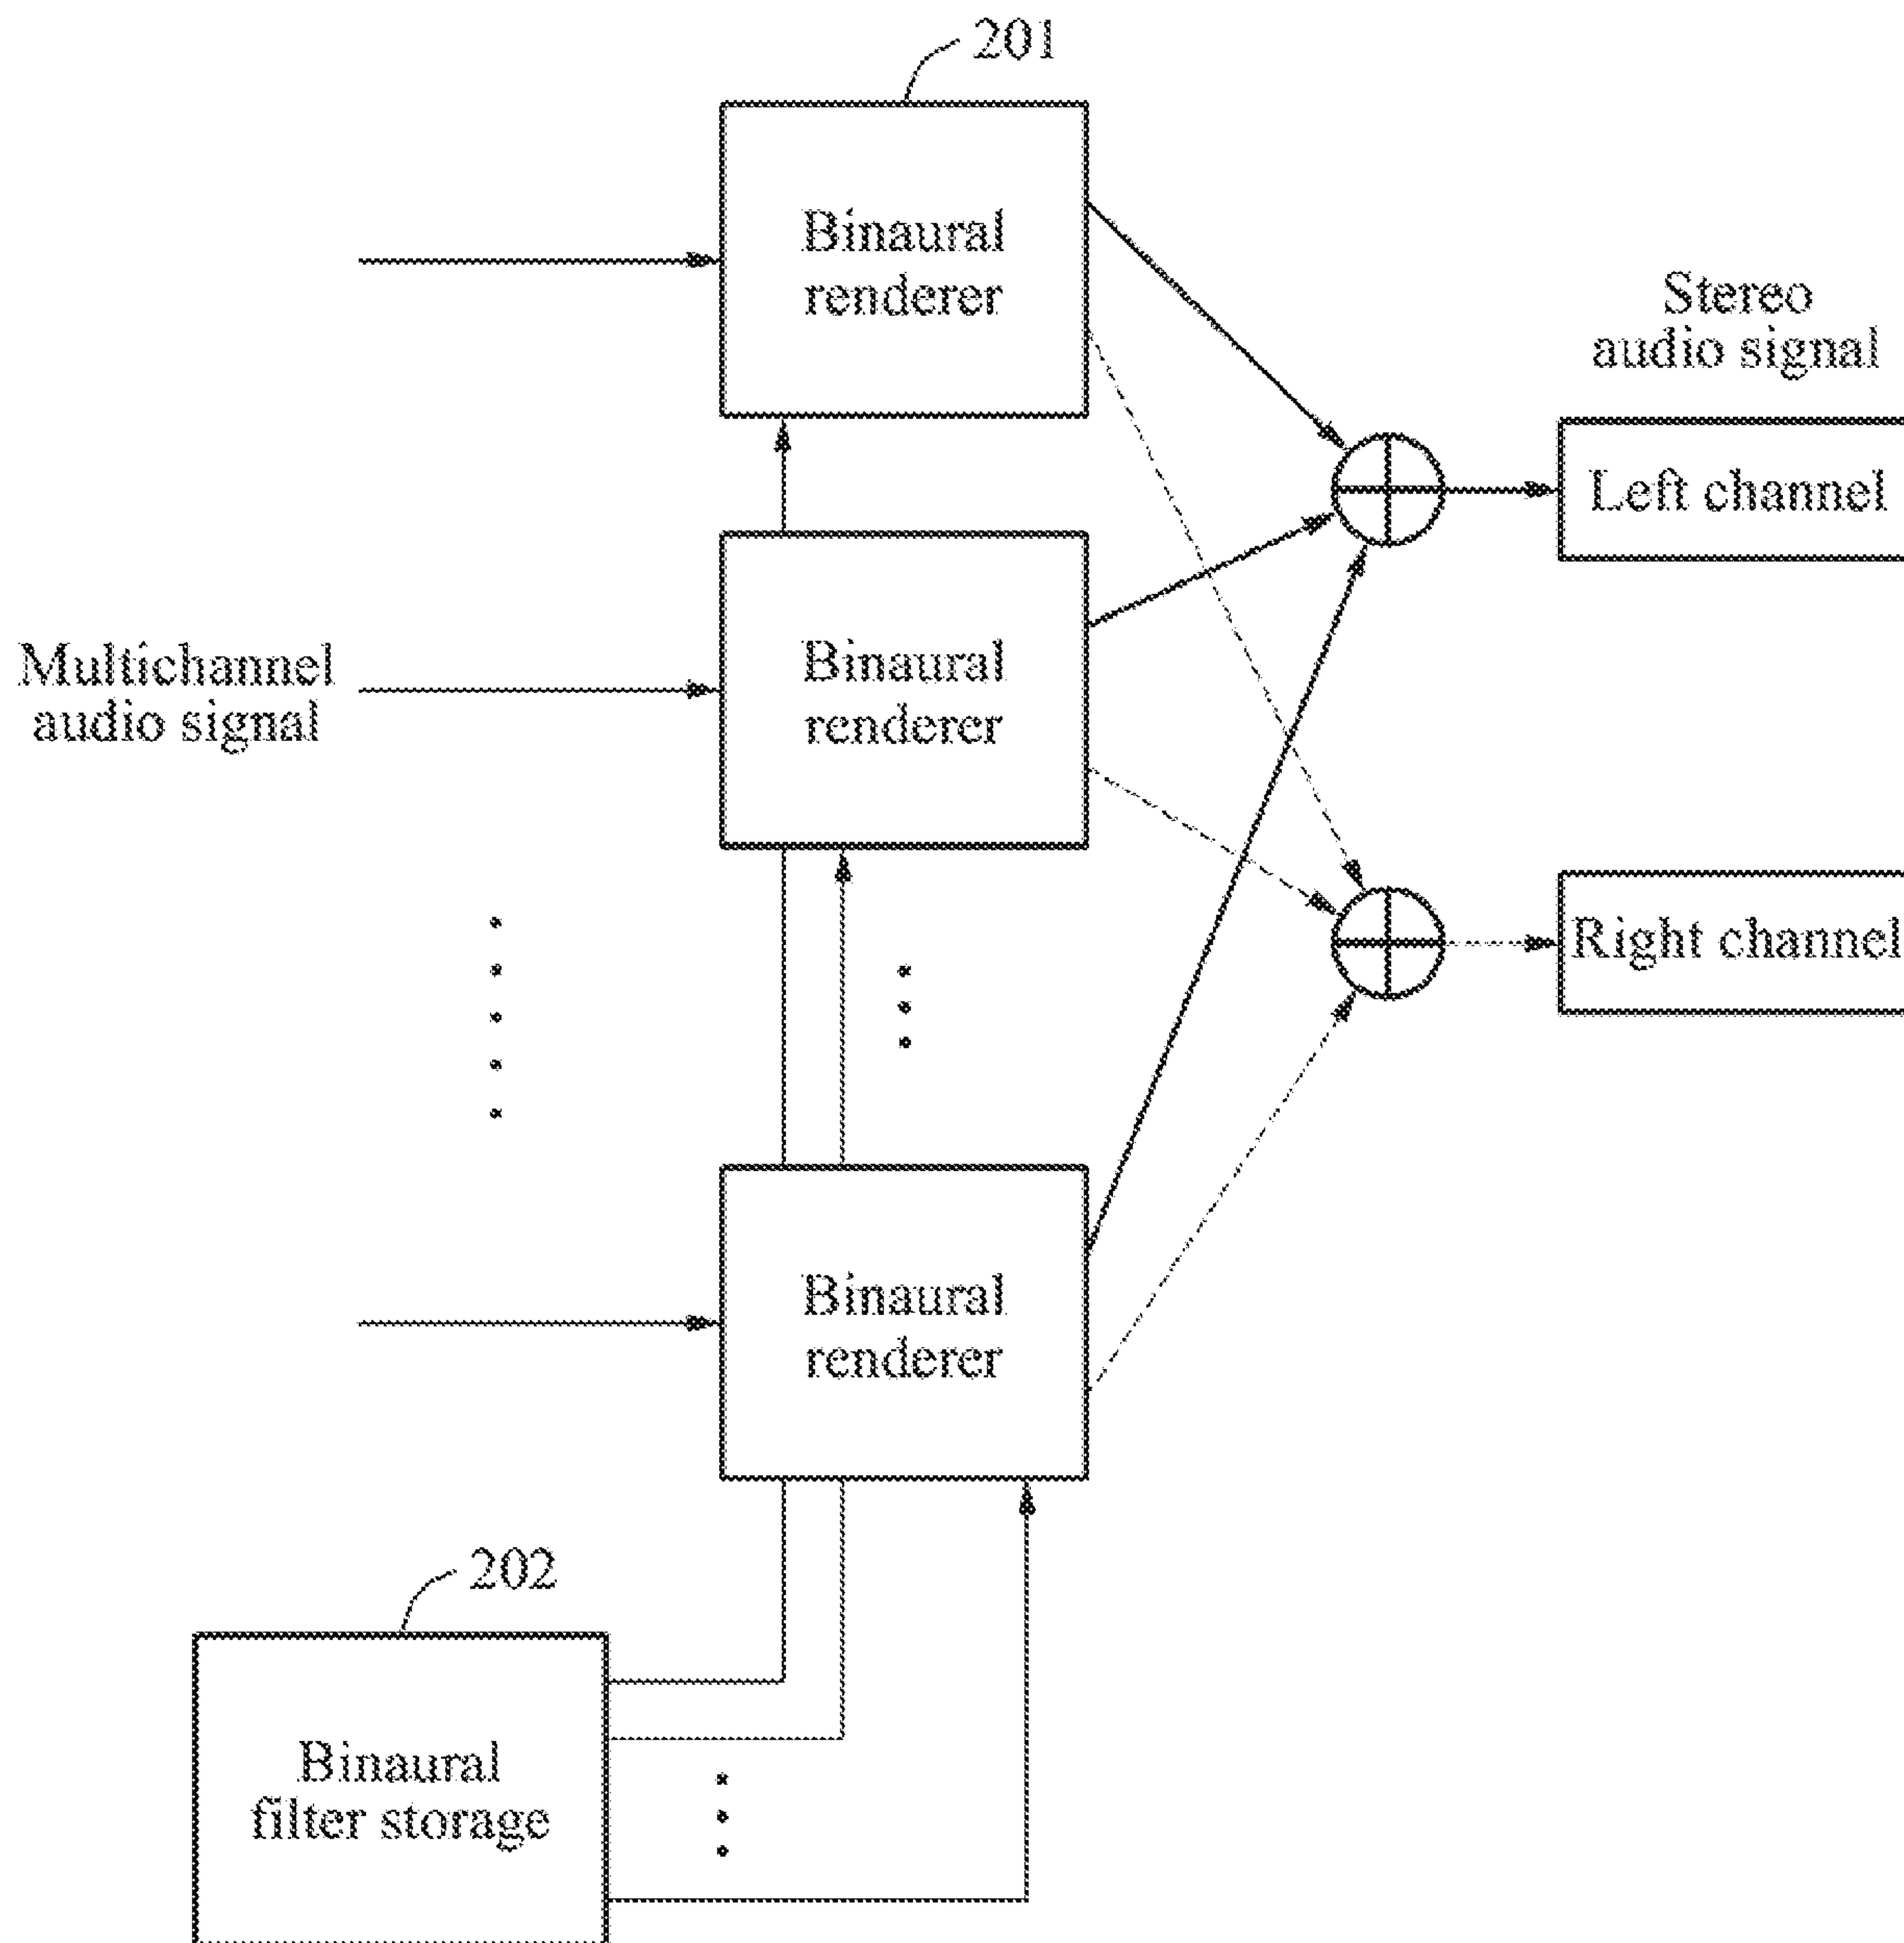 201
Binaural
renderer
Stereo
audio signal
Left channel
Multichannel
audio signal
Binaural
renderer
Right channel
Binaural
renderer
202
Binaural
filter storage